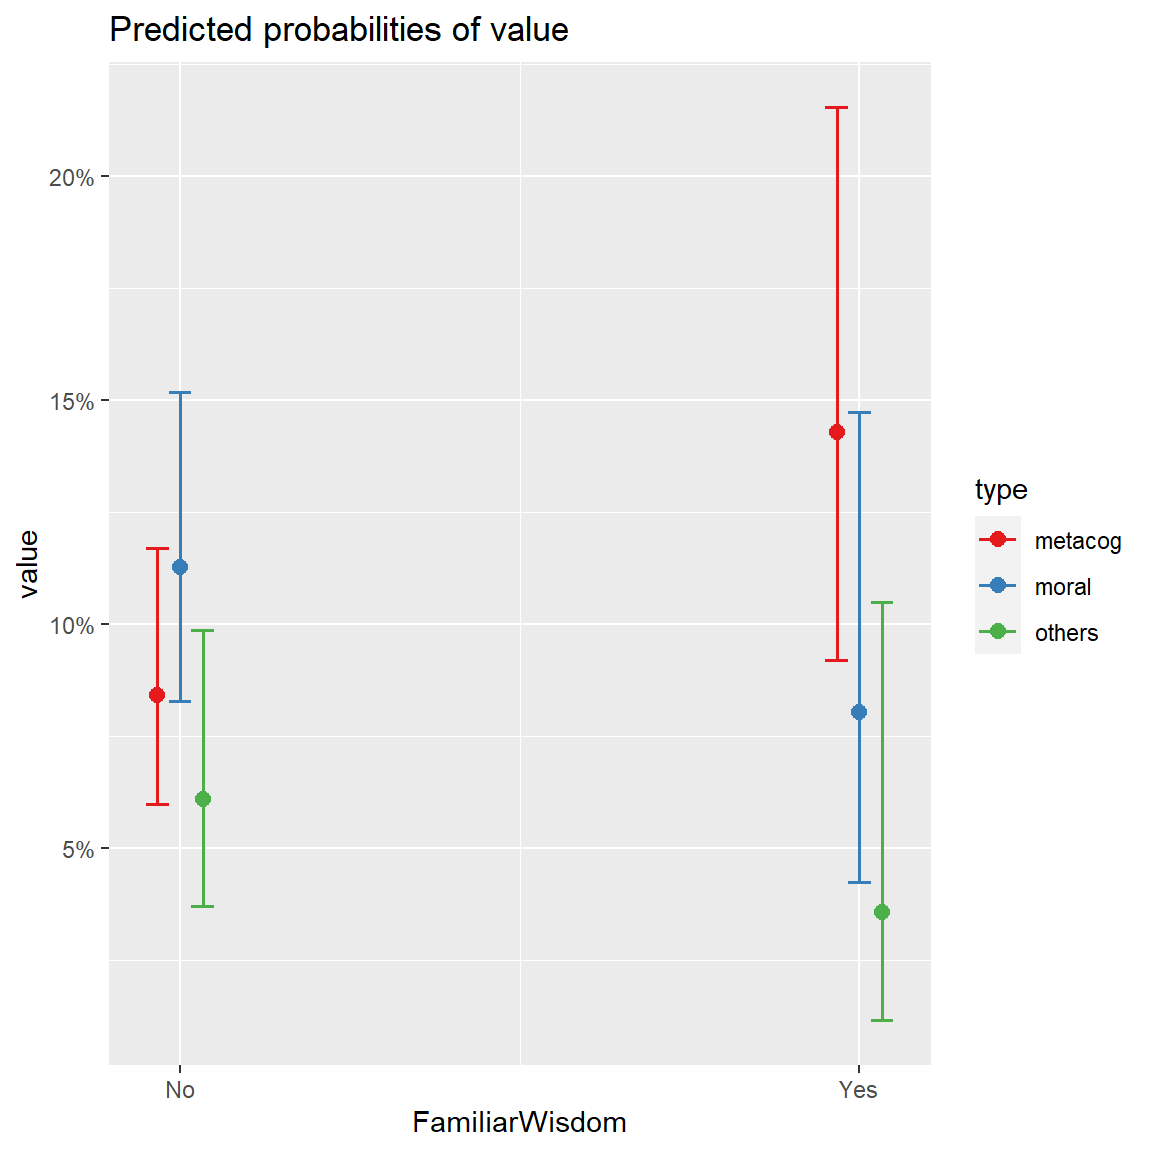 Predicted probabilities of value
20%
15%
10%
5%
value
No
Yes
FamiliarWisdom
type
metacog
moral
others